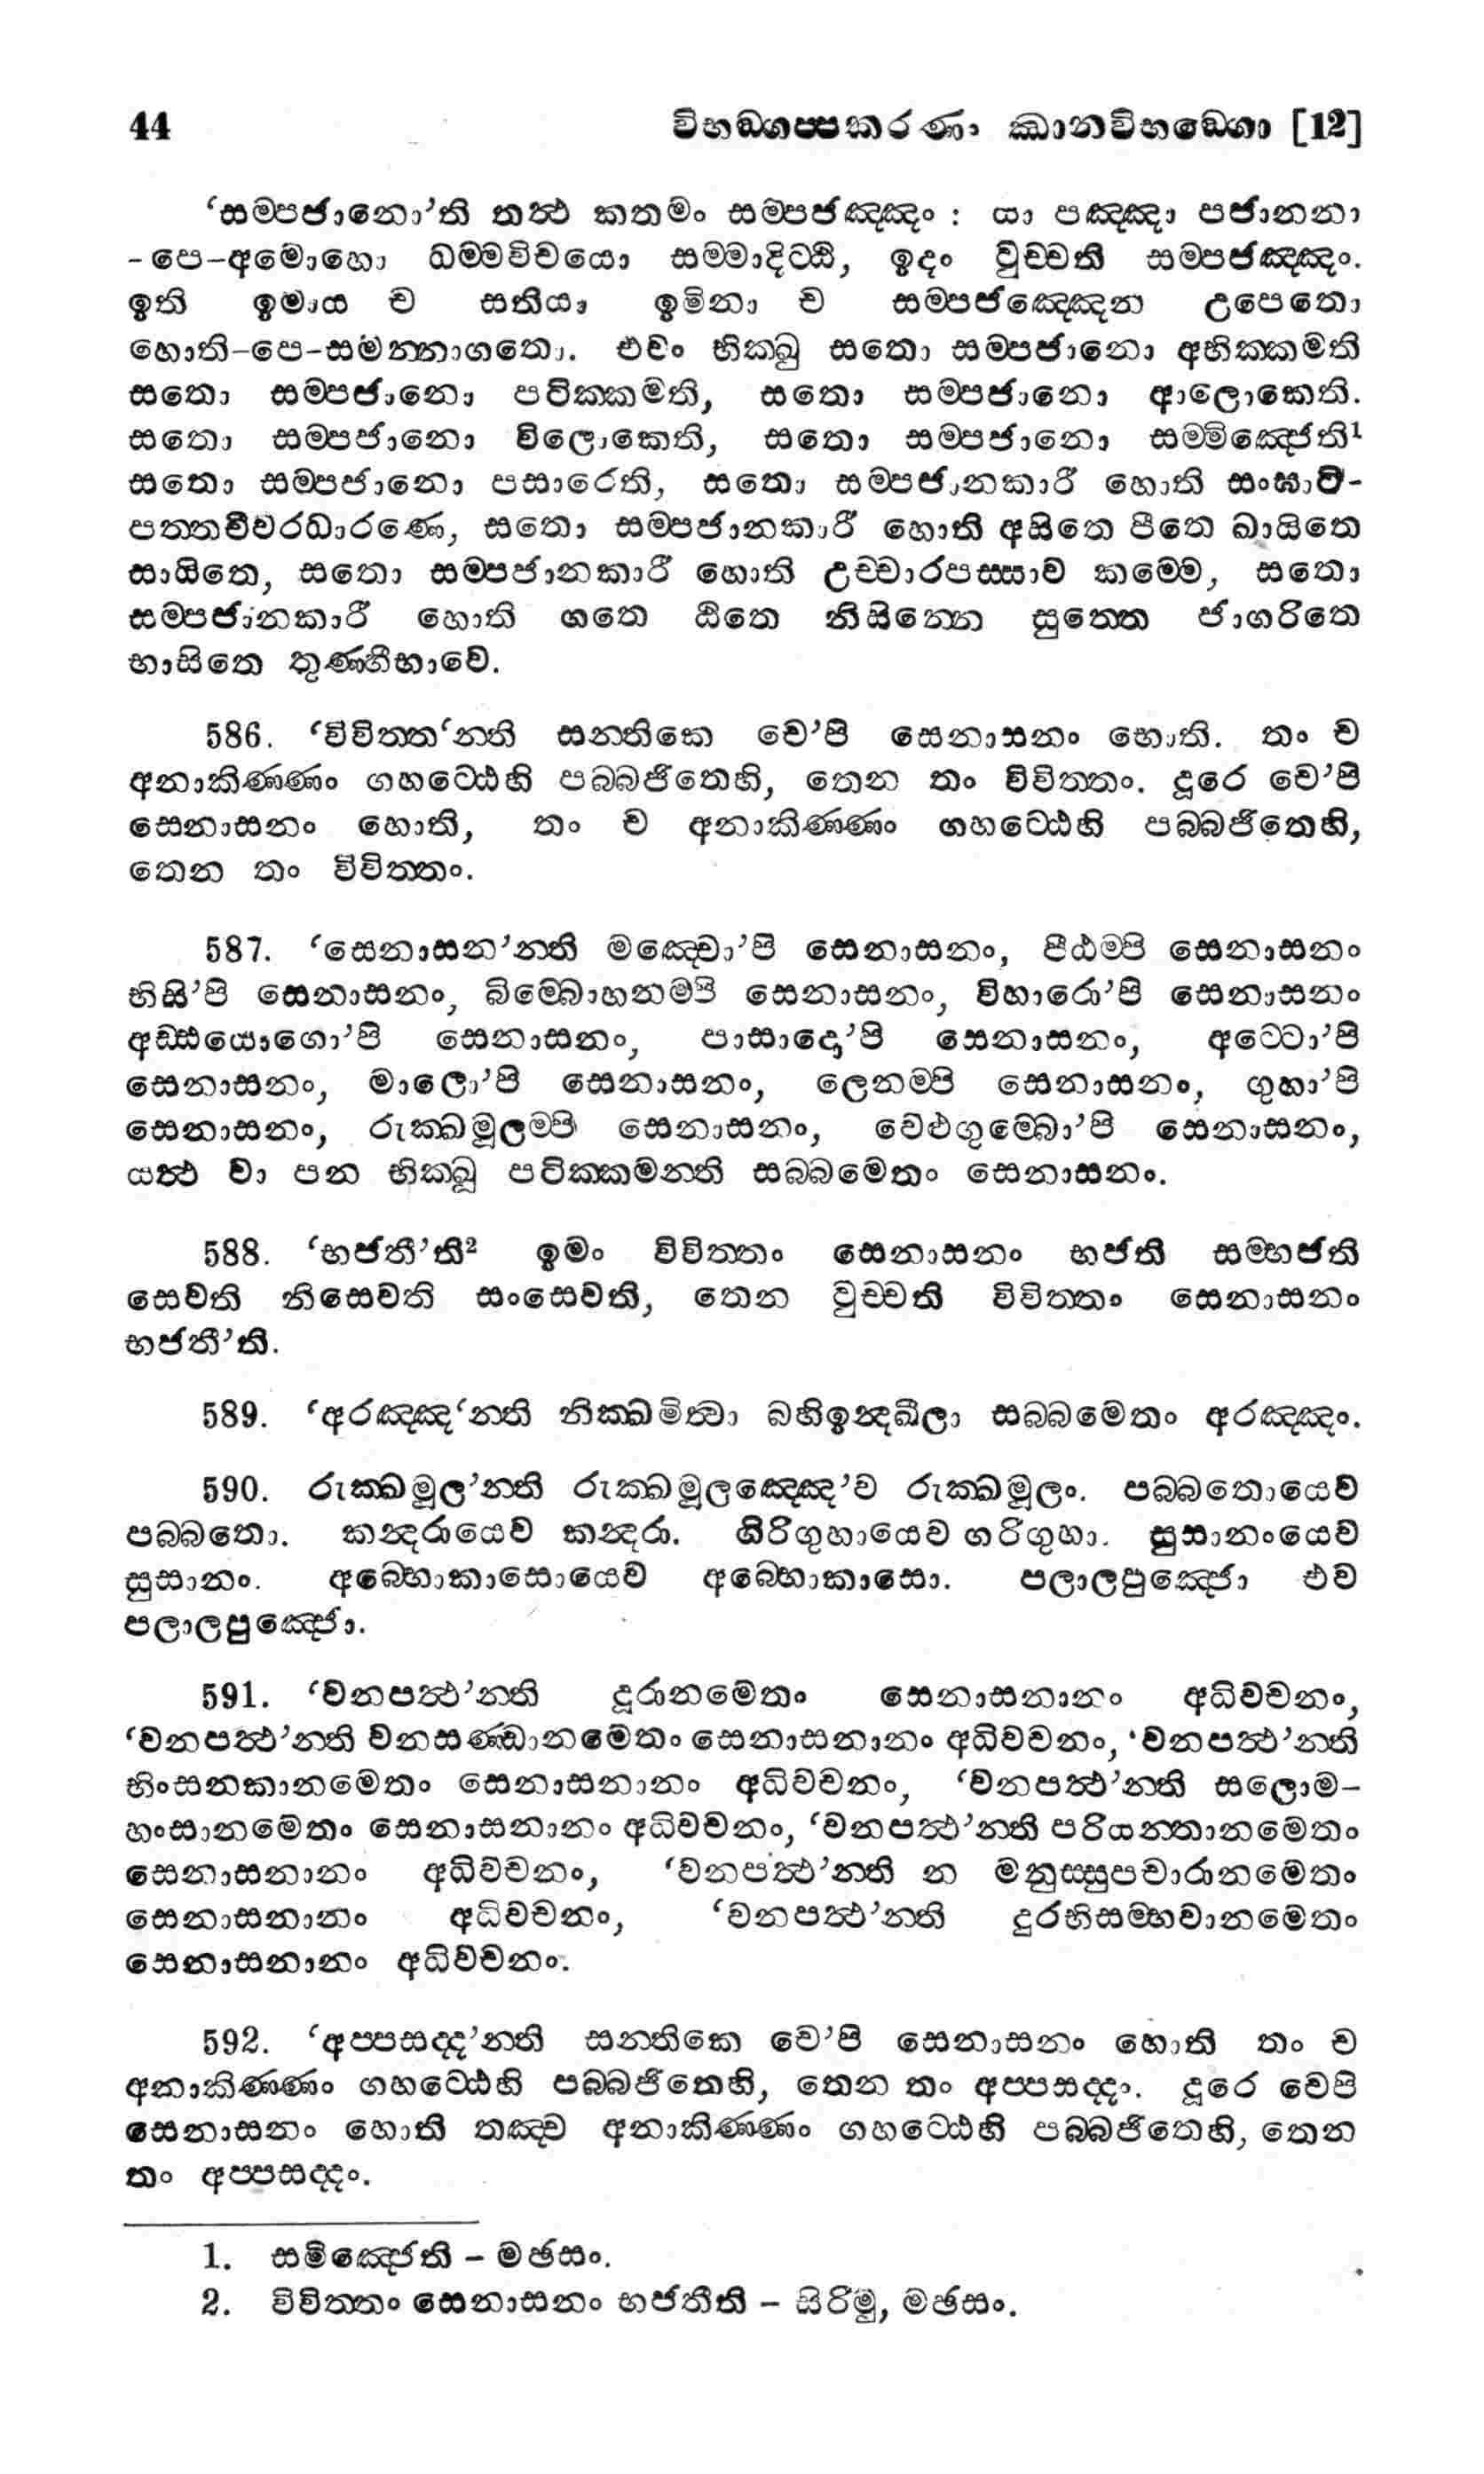 44 විභඞ්ගප්පකරණං ඣානවිභඞ්ගො [12]
‘සම්පජානො’ති තත්ථ කතමං සම්පජඤ්ඤං : යා පඤ්ඤා පජානනා
-පෙ-අමොහො ධම්මවිචයො සම්මාදිට්ඨි, ඉදං වුච්චති සම්පජඤ්ඤං.
ඉති ඉමාය ච සතියා ඉමිනා ච සම්පජඤ්ඤෙන උපෙතො
හොති-පෙ-සමන්නාගතො. එවං භික්ඛු සතො සම්පජානො අභික්කමති
සතො සම්පජානො පටික්කමති, සතො සම්පජානො ආලොකෙති.
සතො සම්පජානො විලොකෙති, සතො සම්පජානො සම්මිඤ්ජෙති1
සතො සම්පජානො පසාරෙති, සතො සම්පජානකාරී හොති සංඝාටි-
පත්තචීවරධාරණෙ, සතො සම්පජානකාරී හොති අසිතෙ පීතෙ ඛායිතෙ
සායිතෙ, සතො සම්පජානකාරී හොති උච්චාරපස්සාව කම්මෙ, සතො
සම්පජානකාරී හොති ගතෙ ඨිතෙ නිසින්නෙ සුත්තෙ ජාගරිතෙ
භාසිතෙ තුණ්හීභාවෙ.
586. ‘විවිත්ත‘න්ති සන්තිකෙ චෙ’පි සෙනාසනං හොති. තං ච
අනාකිණ්ණං ගහට්ඨෙහි පබ්බජිතෙහි, තෙන තං විවිත්තං. දූරෙ චෙ’පි
සෙනාසනං හොති, තං ච අනාකිණ්ණං ගහට්ඨෙහි පබ්බජිතෙහි,
තෙන තං විවිත්තං.
587. ‘සෙනාසන’න්ති මඤ්චො’පි සෙනාසනං, පීඨම්පි සෙනාසනං
භිසි’පි සෙනාසනං, බිම්බොහනම්පි සෙනාසනං, විහාරො’පි සෙනාසනං
අඩ්ඪයොගො’පි සෙනාසනං, පාසාදො’පි සෙනාසනං, අට්ටො’පි
සෙනාසනං, මාලො’පි සෙනාසනං, ලෙනම්පි සෙනාසනං, ගුහා’පි
සෙනාසනං, රුක්ඛමූලම්පි සෙනාසනං, වෙළුගුම්බො’පි සෙනාසනං,
යත්ථ වා පන භික්ඛූ පටික්කමන්ති සබ්බමෙතං සෙනාසනං.
588. ‘භජතී’ති2 ඉමං විවිත්තං සෙනාසනං භජති සම්භජති
සෙවති නිසෙවති සංසෙවති, තෙන වුච්චති විවිත්තං සෙනාසනං
භජතී’ති.
589. ‘අරඤ්ඤ‘න්ති නික්ඛමිත්වා බහිඉන්දඛීලා සබ්බමෙතං අරඤ්ඤං.
590. රුක්ඛමූල’න්ති රුක්ඛමූලඤ්ඤෙ’ව රුක්ඛමූලං. පබ්බතොයෙව
පබ්බතො. කන්දරායෙව කන්දරා. ගිරිගුහායෙව ගරිගුහා. සුසානංයෙව
සුසානං. අබ්භොකාසොයෙව අබ්භොකාසො. පලාලපුඤ්ජො එව
පලාලපුඤ්ජො.
591. ‘වනපත්ථ’න්ති දූරානමෙතං සෙනාසනානං අධිවචනං,
‘වනපත්ථ’න්ති වනසණ්ඩානමෙතං සෙනාසනානං අධිවචනං, ‘වනපත්ථ’න්ති
භිංසනකානමෙතං සෙනාසනානං අධිවචනං, ‘වනපත්ථ’න්ති සලොම-
හංසානමෙතං සෙනාසනානං අධිවචනං, ‘වනපත්ථ’න්ති පරියන්තානමෙතං
සෙනාසනානං අධිවචනං, ‘වනපත්ථ’න්ති න මනුස්සුපචාරානමෙතං
සෙනාසනානං අධිවචනං, ‘වනපත්ථ’න්ති දුරභිසම්භවානමෙතං
සෙනාසනානං අධිවචනං.
592. ‘අප්පසද්ද’න්ති සන්තිකෙ චෙ’පි සෙනාසනං හොති තං ච
අනාකිණ්ණං ගහට්ඨෙහි පබ්බජිතෙහි, තෙන තං අප්පසද්දං. දූරෙ චෙපි
සෙනාසනං හොති තඤ්ච අනාකිණ්ණං ගහට්ඨෙහි පබ්බජිතෙහි, තෙන
තං අප්පසද්දං.
1. සමිඤ්ජෙති - මඡසං.
2. විවිත්තං සෙනාසනං භජතීති - සිරිමු, මඡසං.